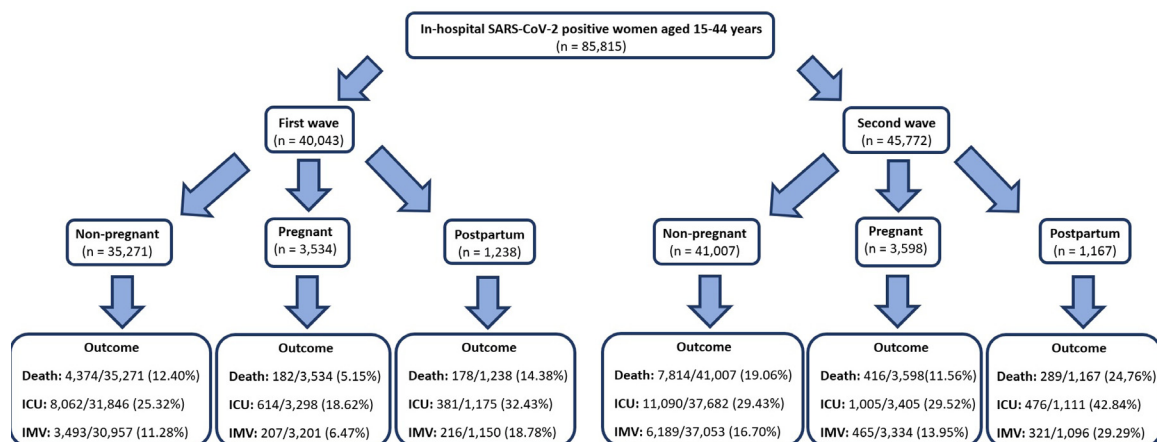 In-hospital SARS-CoV-2 positive women aged 15-44 years
(n = 85,815)
First wave
(n = 40,043)
Second wave
(n = 45,772)
Non-pregnant
(n = 35,271)
Pregnant
(n = 3,534)
Postpartum
(n = 1,238)
Non-pregnant
(n = 41,007)
Pregnant
(n = 3,598)
Postpartum
(n = 1,167)
Outcome
Death: 4,374/35,271 (12.40%)
ICU: 8,062/31,846 (25.32%)
IMV: 3,493/30,957 (11.28%)
Outcome
Death: 182/3,534 (5.15%)
ICU: 614/3,298 (18.62%)
IMV: 207/3,201 (6.47%)
Outcome
Death: 178/1,238 (14.38%)
ICU: 381/1,175 (32.43%)
IMV: 216/1,150 (18.78%)
Outcome
Death: 7,814/41,007 (19.06%)
ICU: 11,090/37,682 (29.43%)
IMV: 6,189/37,053 (16.70%)
Outcome
Death: 416/3,598(11.56%)
ICU: 1,005/3,405 (29.52%)
IMV: 465/3,334 (13.95%)
Outcome
Death: 289/1,167 (24,76%)
ICU: 476/1,111 (42.84%)
IMV: 321/1,096 (29.29%)